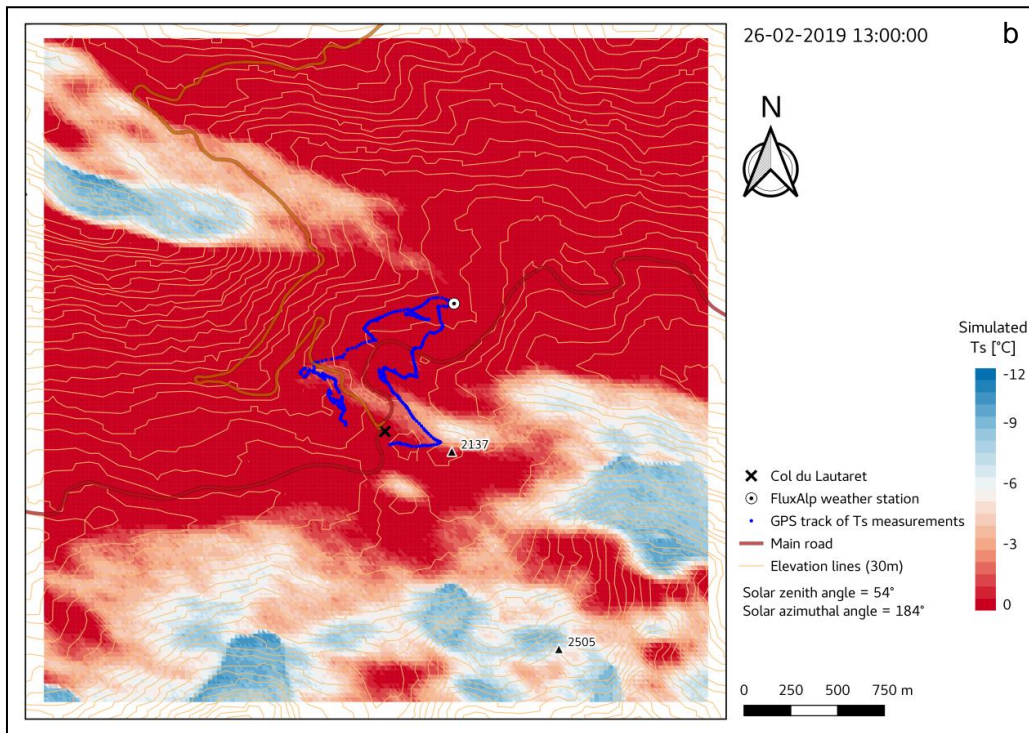 26-02-2019 13:00:00
b
N
2137
2505
Simulated
Ts [°C]
-12
-9
-6
-3
0
Col du Lautaret
FluxAlp weather station
GPS track of Ts measurements
Main road
Elevation lines (30m)
Solar zenith angle = 54°
Solar azimuthal angle = 184°
0 250 500 750 m